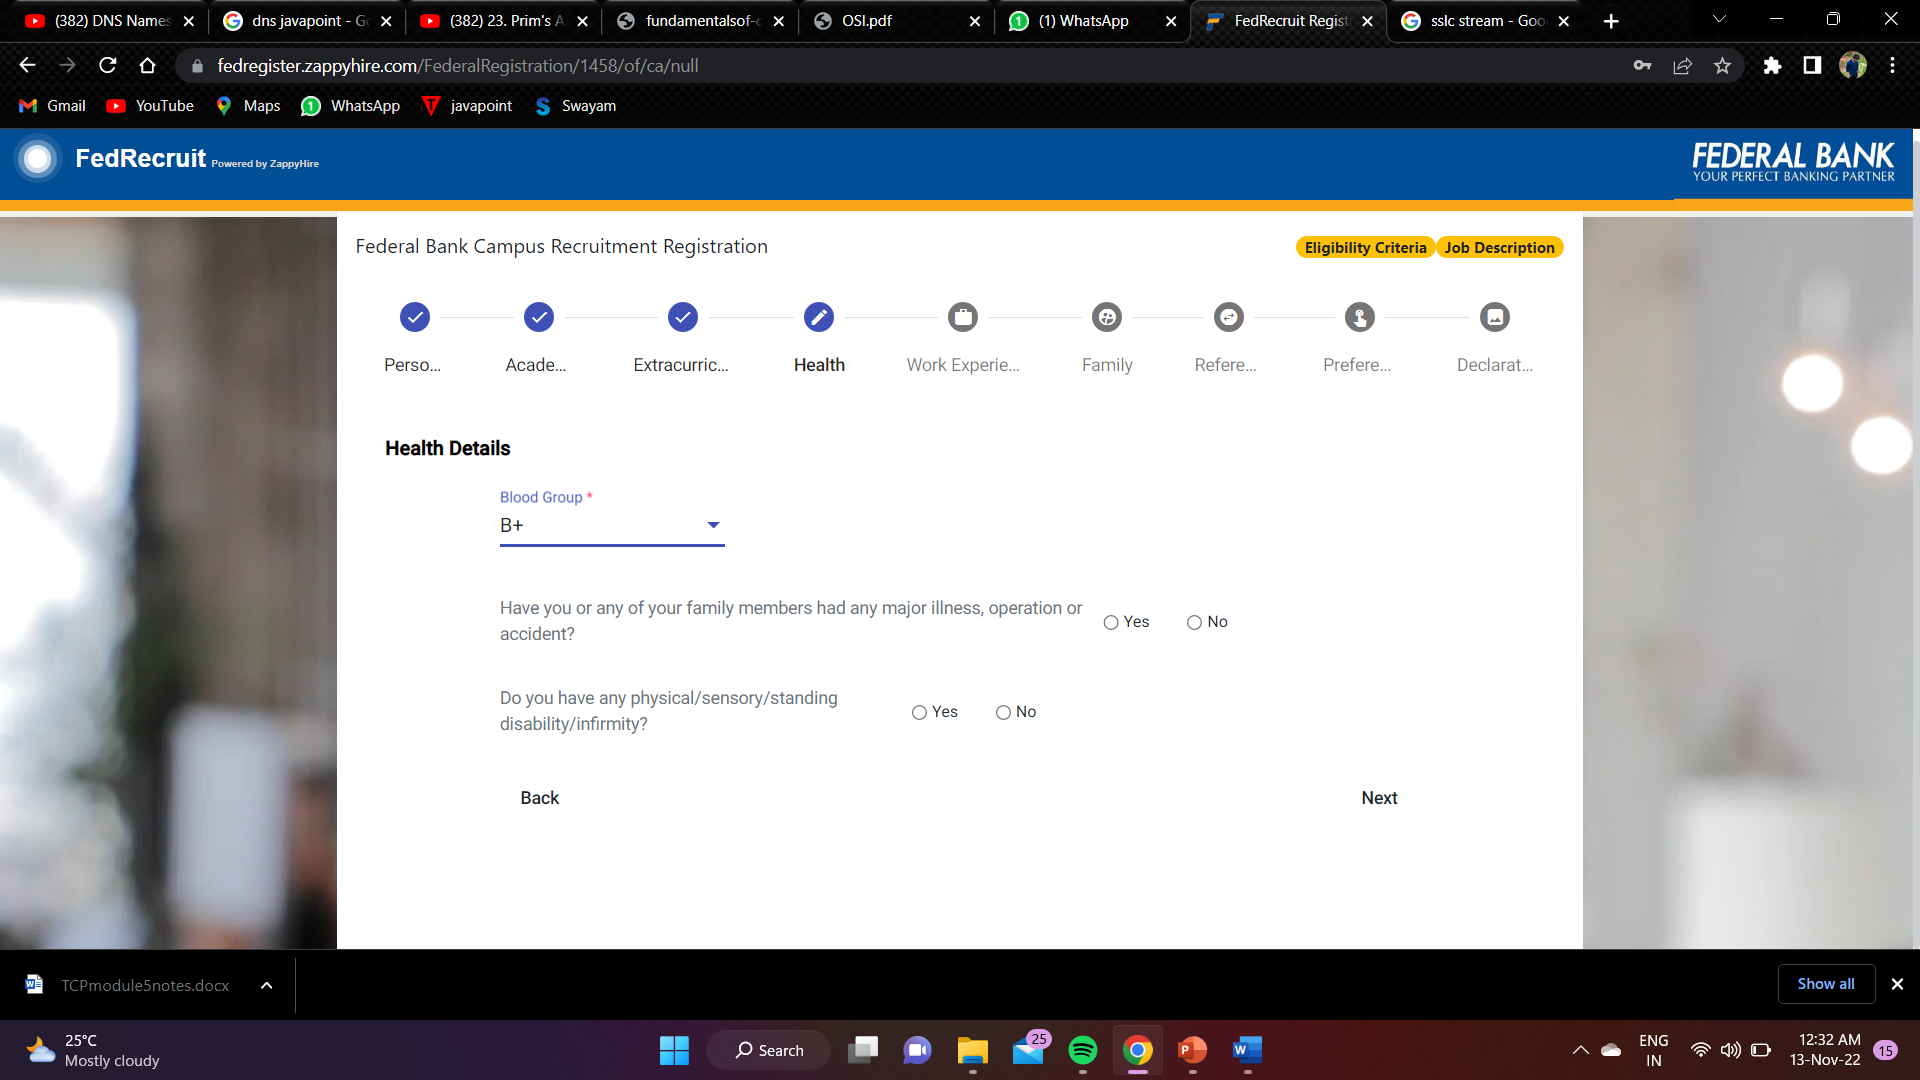 (382) DNS Names
dns javapoint - Go
(382) 23. Prim's A
fundamentalsof-c
OSI.pdf
(1) WhatsApp
FedRecruit Regist
sslc stream - Goo
fedregister.zappyhire.com/FederalRegistration/1458/of/ca/null
Gmail
YouTube
Maps
1
WhatsApp
javapoint
Swayam
FedRecruit Powered by ZappyHire
FEDERAL BANK
YOUR PERFECT BANKING PARTNER
Federal Bank Campus Recruitment Registration
Eligibility Criteria
Job Description
Perso...
Acade...
Extracurric...
Health
Work Experie...
Family
Refere...
Prefere...
Declarat...
Health Details
Blood Group *
B+
Have you or any of your family members had any major illness, operation or
accident?
Yes
No
Do you have any physical/sensory/standing
disability/infirmity?
Yes
No
Back
Next
TCPmodule5notes.docx
Show all
25°C
Mostly cloudy
Search
25
ENG
IN
12:32 AM
13-Nov-22
15